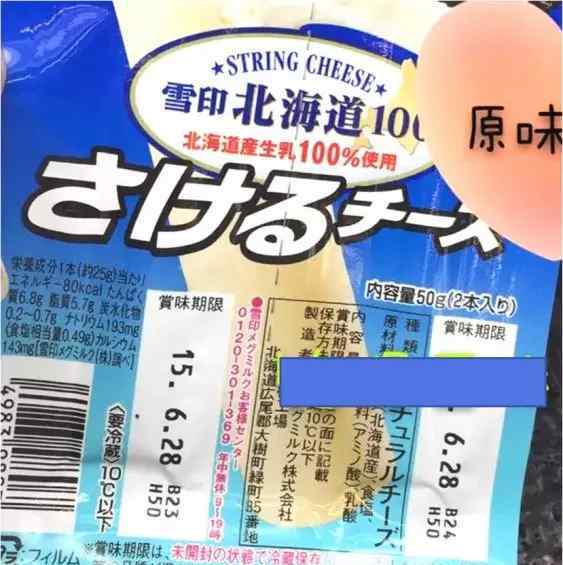 ★STRING CHEESE★
雪印 北海道100
北海道産生乳100%使用
原味
さけるチーズ
栄養成分1本(約25g)当たり
エネルギー80kcal たんぱく
質6.8g 脂質5.7g 炭水化物
0.2〜0.7g ナトリウム193mg
(食塩相当量0.49g)カルシウム
143mg[雪印メグミルク(株)調べ]
内容量50g(2本入り)
賞味期限
15. 6.28 B23
H50
●雪印メグミルクお客様センター
0120-301-369 年中無休 9〜19時
賞味期限
6.28 B24
H50
種類
ナチュラルチーズ
原材料
北海道産)、食塩、
料(アミノ酸)、乳酸
内容量
賞味期限
の面に記載
保存方
10℃以下
製造者
グミルク株式会社
工場
北海道広尾郡大樹町緑町35番地
〈要冷蔵〉10℃以下
フィルム
※賞味期限は、未開封の状態で冷蔵保存